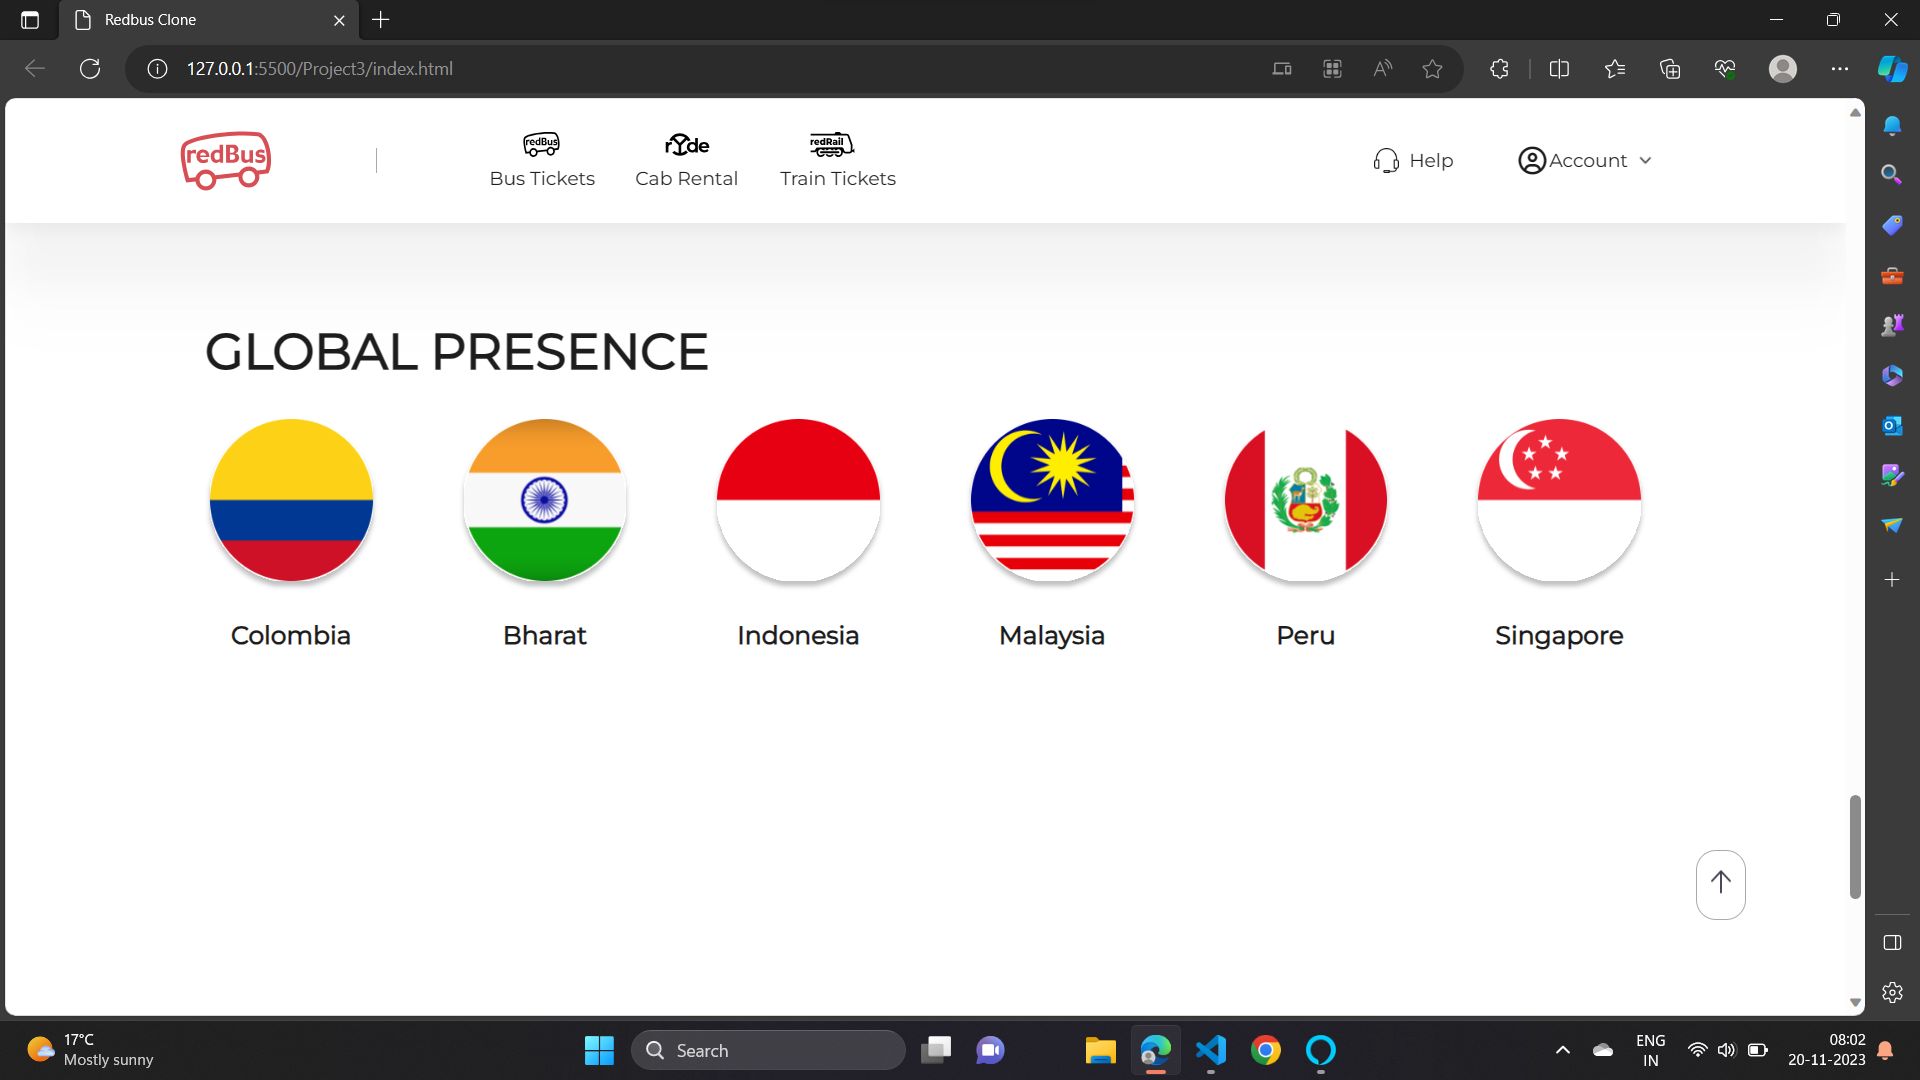 Redbus Clone
127.0.0.1:5500/Project3/index.html
redBus
redBus
Bus Tickets
ryde
Cab Rental
redRail
Train Tickets
Help
Account
GLOBAL PRESENCE
Colombia
Bharat
Indonesia
Malaysia
Peru
Singapore
17°C
Mostly sunny
Search
ENG
IN
08:02
20-11-2023